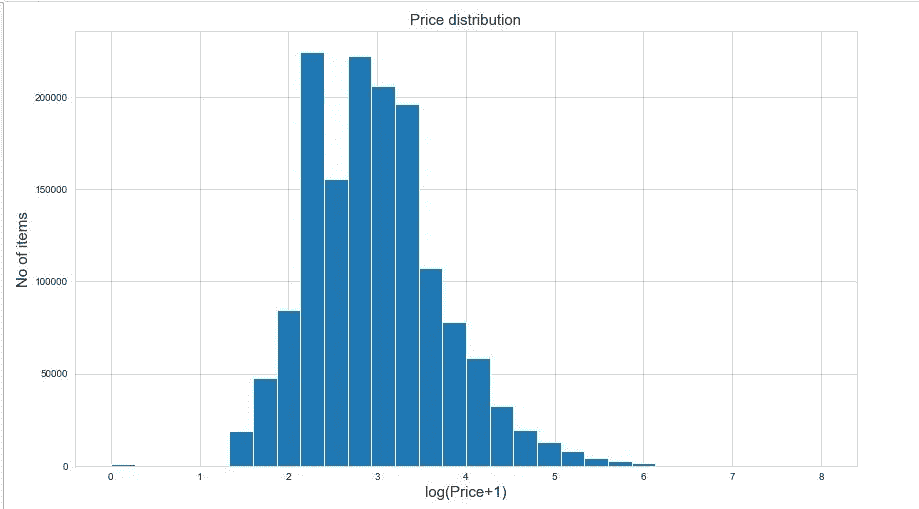 Price distribution
200000
150000
100000
50000
0
No of items
0 1 2 3 4 5 6 7 8
log(Price+1)